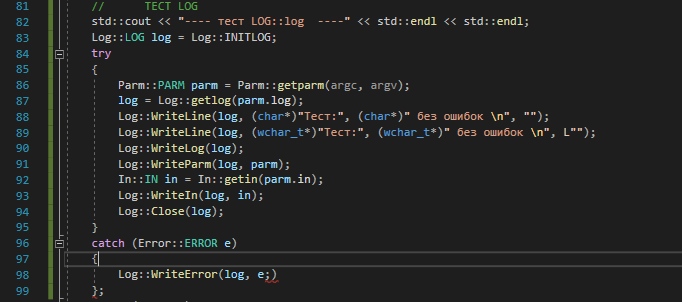 81 // ТЕСТ LOG
82 std::cout << "---- тест LOG::log  ----" << std::endl << std::endl;
83 Log::LOG log = Log::INITLOG;
84 try
85 {
86 Parm::PARM parm = Parm::getparm(argc, argv);
87 log = Log::getlog(parm.log);
88 Log::WriteLine(log, (char*)"Тест:", (char*)" без ошибок \n", "");
89 Log::WriteLine(log, (wchar_t*)"Тест:", (wchar_t*)" без ошибок \n", L"");
90 Log::WriteLog(log);
91 Log::WriteParm(log, parm);
92 In::IN in = In::getin(parm.in);
93 Log::WriteIn(log, in);
94 Log::Close(log);
95 }
96 catch (Error::ERROR e)
97 {
98 Log::WriteError(log, e;)
99 };